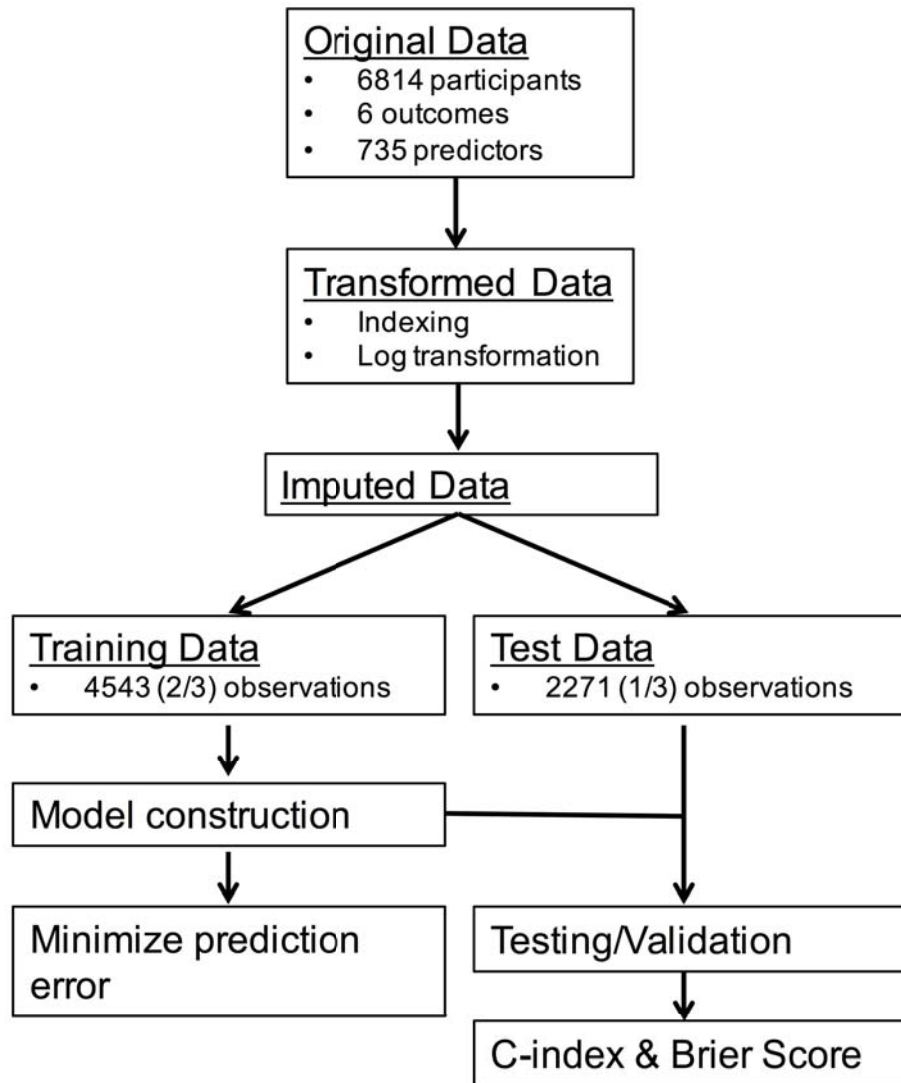 Original Data
• 6814 participants
• 6 outcomes
• 735 predictors
Transformed Data
• Indexing
• Log transformation
Imputed Data
Training Data
• 4543 (2/3) observations
Test Data
• 2271 (1/3) observations
Model construction
Minimize prediction
error
Testing/Validation
C-index & Brier Score